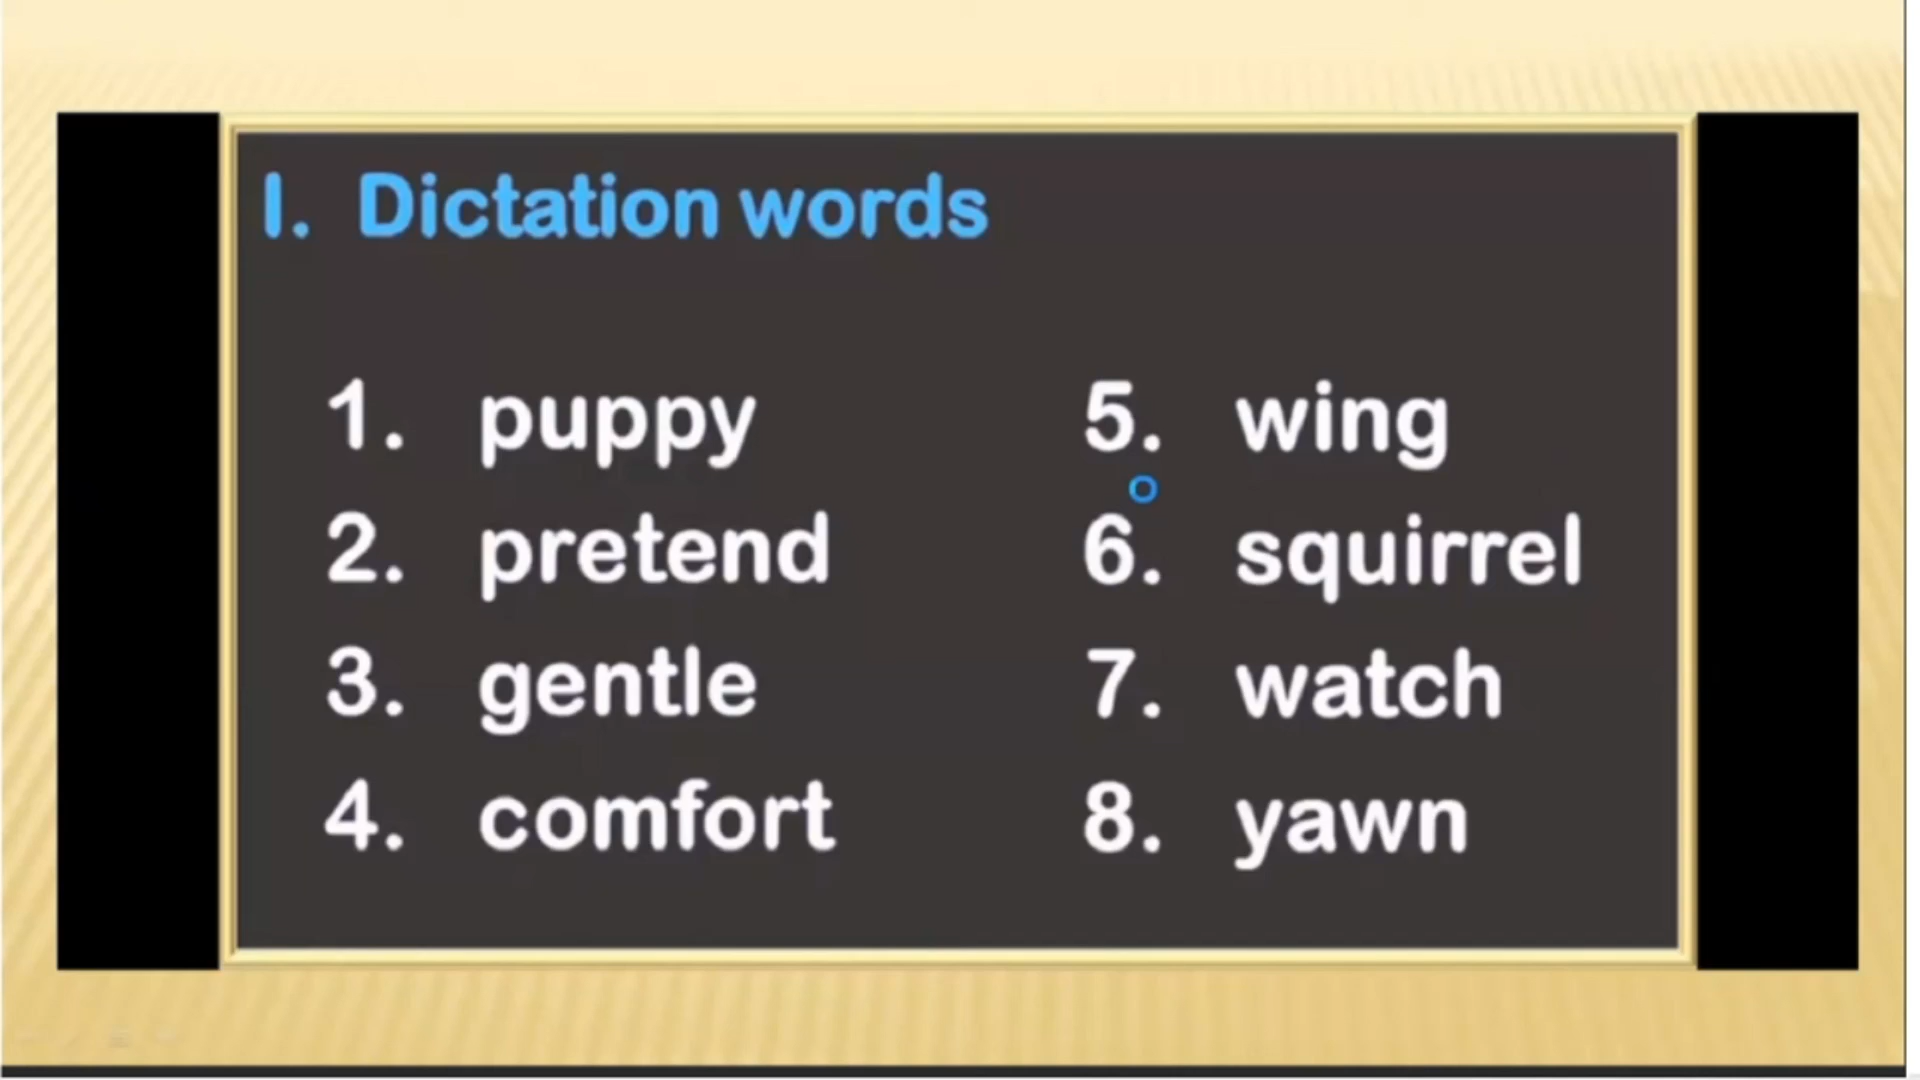 I. Dictation words
1. puppy
2. pretend
3. gentle
4. comfort
5. wing
6. squirrel
7. watch
8. yawn